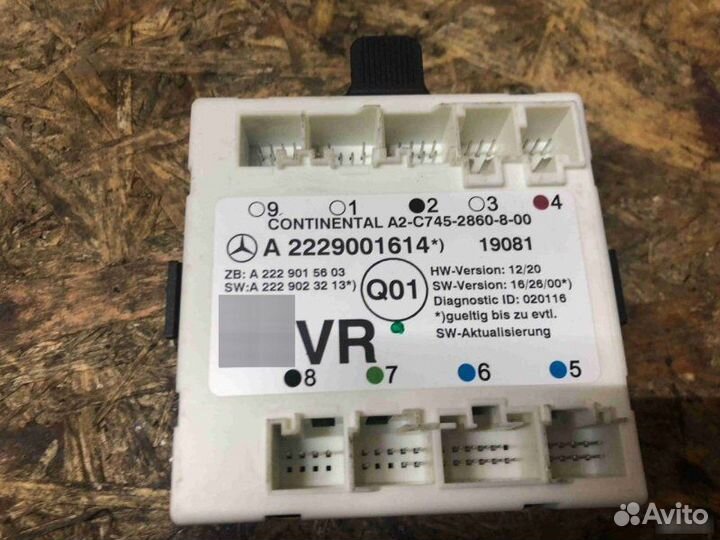 9 1 2 3 4
CONTINENTAL A2-C745-2860-8-00
A 2229001614*) 19081
ZB: A 222 901 56 03
SW:A 222 902 32 13*)
Q01
HW-Version: 12/20
SW-Version: 16/26/00*)
Diagnostic ID: 020116
*)gueltig bis zu evtl.
SW-Aktualisierung
VR
8 7 6 5
Avito